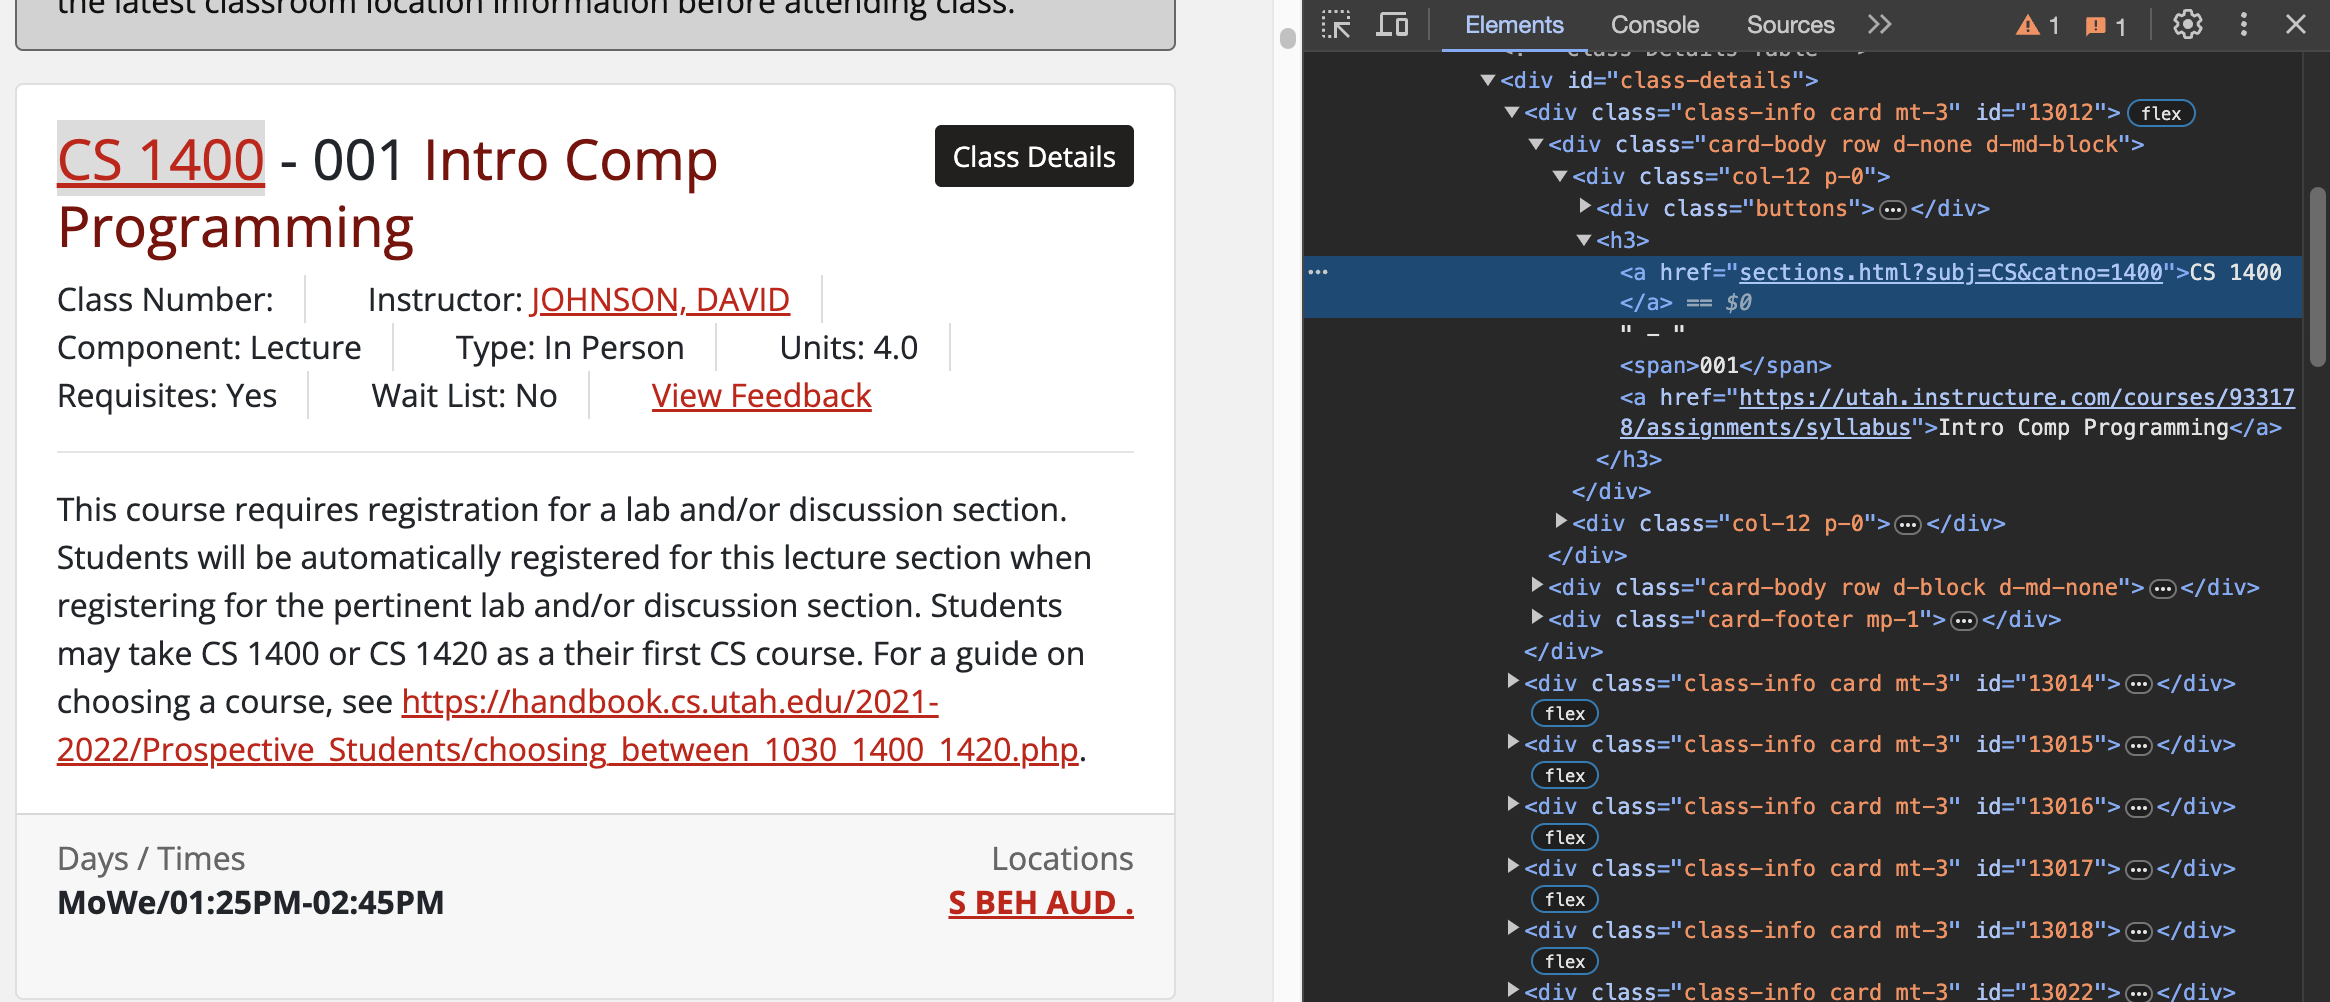 the latest classroom location information before attending class.
CS 1400 - 001 Intro Comp
Programming
Class Details
Class Number:
Instructor: JOHNSON, DAVID
Component: Lecture
Type: In Person
Units: 4.0
Requisites: Yes
Wait List: No
View Feedback
This course requires registration for a lab and/or discussion section.
Students will be automatically registered for this lecture section when
registering for the pertinent lab and/or discussion section. Students
may take CS 1400 or CS 1420 as a their first CS course. For a guide on
choosing a course, see https://handbook.cs.utah.edu/2021-
2022/Prospective_Students/choosing_between_1030_1400_1420.php.
Days / Times
MoWe/01:25PM-02:45PM
Locations
S BEH AUD .
Elements
Console
Sources
1
1
<!-- Class Details Table -->
<div id="class-details">
<div class="class-info card mt-3" id="13012"> flex
<div class="card-body row d-none d-md-block">
<div class="col-12 p-0">
<div class="buttons">…</div>
<h3>
… <a href="sections.html?subj=CS&catno=1400">CS 1400
</a> == $0
" - "
<span>001</span>
<a href="https://utah.instructure.com/courses/93317
8/assignments/syllabus">Intro Comp Programming</a>
</h3>
</div>
<div class="col-12 p-0">…</div>
</div>
<div class="card-body row d-block d-md-none">…</div>
<div class="card-footer mp-1">…</div>
</div>
<div class="class-info card mt-3" id="13014">…</div>
flex
<div class="class-info card mt-3" id="13015">…</div>
flex
<div class="class-info card mt-3" id="13016">…</div>
flex
<div class="class-info card mt-3" id="13017">…</div>
flex
<div class="class-info card mt-3" id="13018">…</div>
flex
<div class="class-info card mt-3" id="13022">…</div>